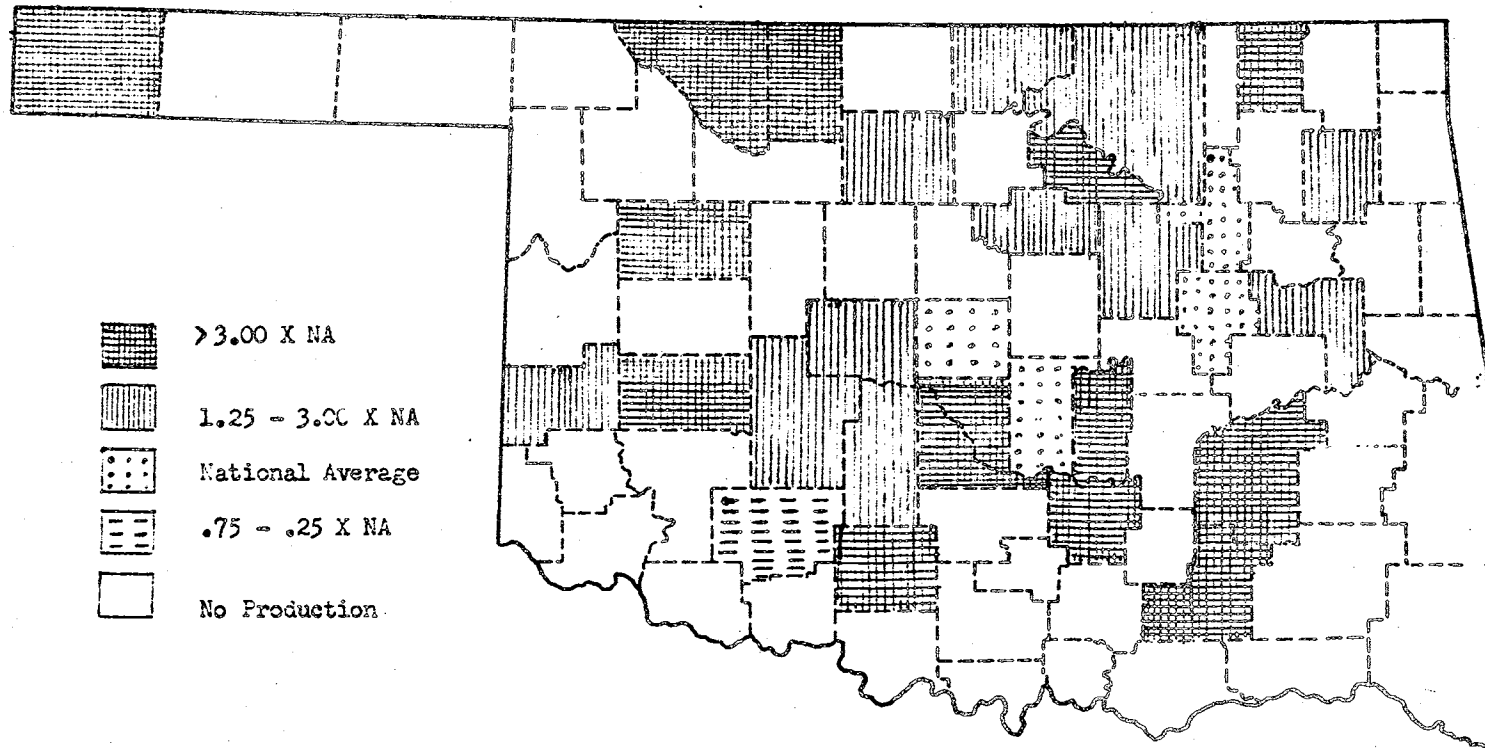 >3.00 X NA
1.25 - 3.00 X NA
National Average
.75 - .25 X NA
No Production